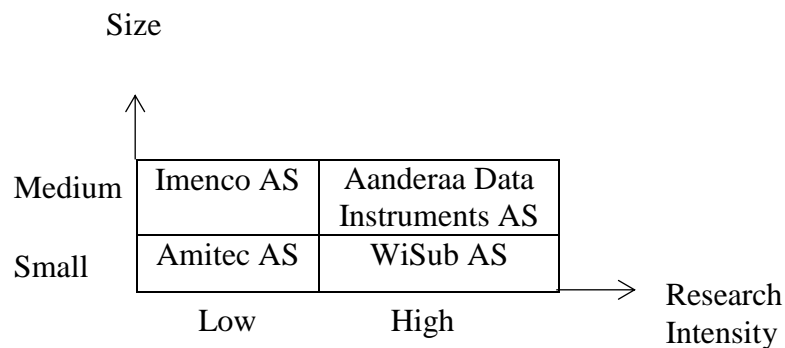 Size
Medium Imenco AS Aanderaa Data
Instruments AS
Small Amitec AS WiSub AS
Low High Research
Intensity